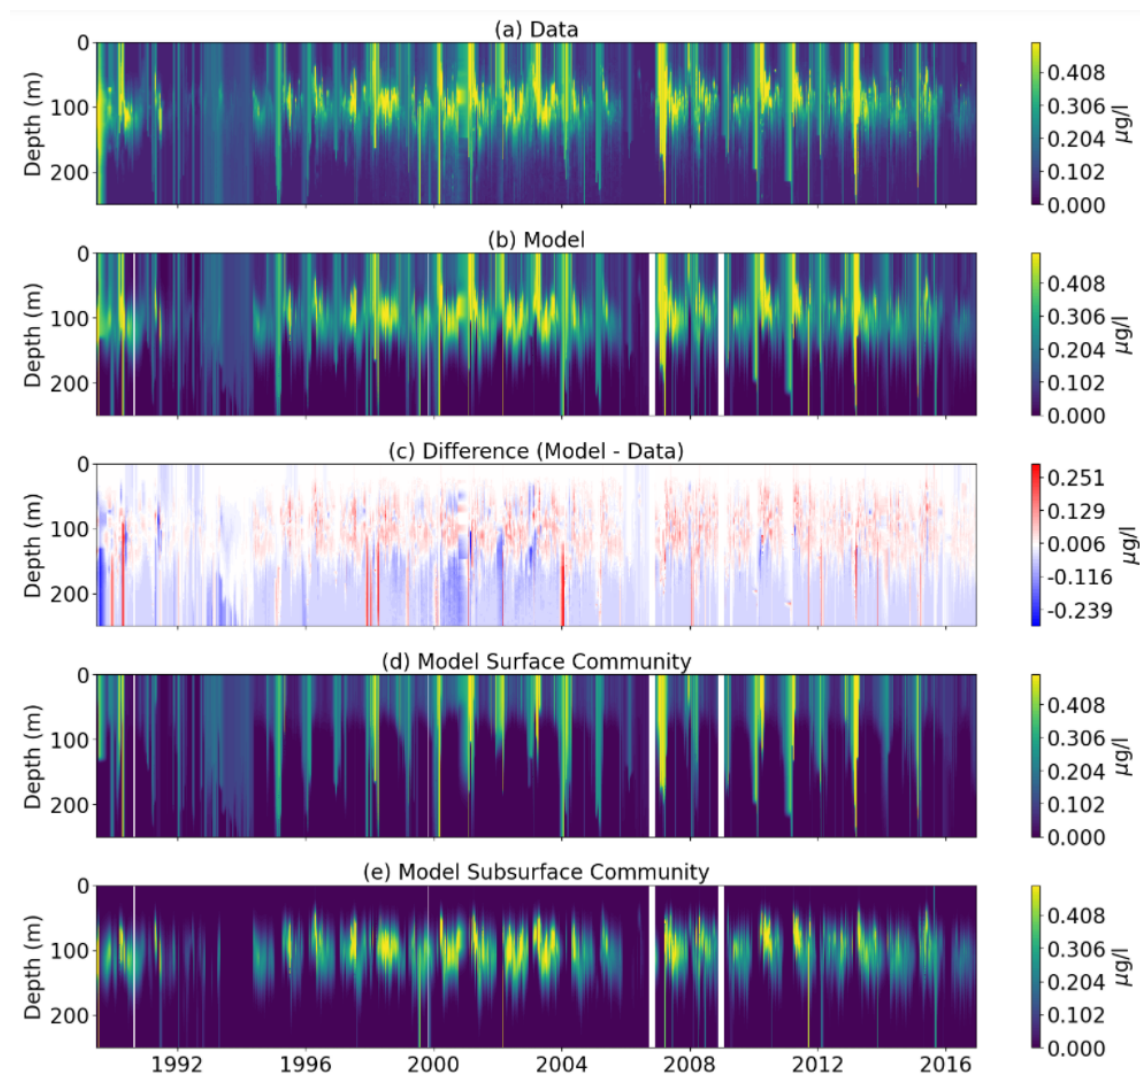 (a) Data
0
100
200
Depth (m)
0.408
0.306
0.204
0.102
0.000
μg/l
(b) Model
0
100
200
Depth (m)
0.408
0.306
0.204
0.102
0.000
μg/l
(c) Difference (Model - Data)
0
100
200
Depth (m)
0.251
0.129
0.006
-0.116
-0.239
μg/l
(d) Model Surface Community
0
100
200
Depth (m)
0.408
0.306
0.204
0.102
0.000
μg/l
(e) Model Subsurface Community
0
100
200
Depth (m)
0.408
0.306
0.204
0.102
0.000
μg/l
1992 1996 2000 2004 2008 2012 2016